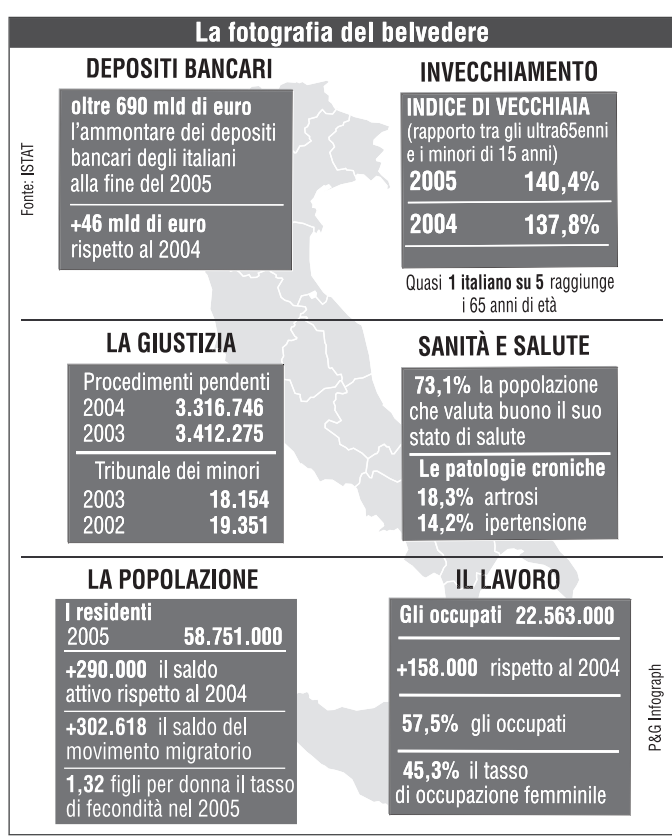 La fotografia del belvedere
Fonte: ISTAT
DEPOSITI BANCARI
oltre 690 mld di euro
l'ammontare dei depositi
bancari degli italiani
alla fine del 2005
+46 mld di euro
rispetto al 2004
INVECCHIAMENTO
INDICE DI VECCHIAIA
(rapporto tra gli ultra65enni
e i minori di 15 anni)
2005 140,4%
2004 137,8%
Quasi 1 italiano su 5 raggiunge
i 65 anni di età
LA GIUSTIZIA
Procedimenti pendenti
2004 3.316.746
2003 3.412.275
Tribunale dei minori
2003 18.154
2002 19.351
SANITÀ E SALUTE
73,1% la popolazione
che valuta buono il suo
stato di salute
Le patologie croniche
18,3% artrosi
14,2% ipertensione
LA POPOLAZIONE
I residenti
2005 58.751.000
+290.000 il saldo
attivo rispetto al 2004
+302.618 il saldo del
movimento migratorio
1,32 figli per donna il tasso
di fecondità nel 2005
IL LAVORO
Gli occupati 22.563.000
+158.000 rispetto al 2004
57,5% gli occupati
45,3% il tasso
di occupazione femminile
P&G Infograph